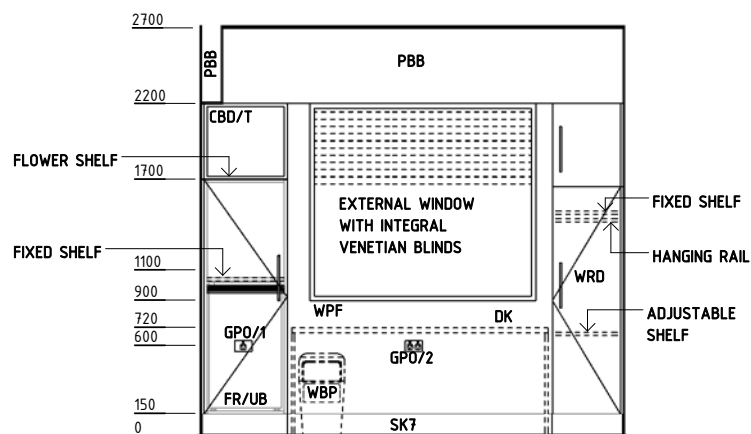 2700
PBB
PBB
2200
CBD/T
FLOWER SHELF
1700
EXTERNAL WINDOW
WITH INTEGRAL
VENETIAN BLINDS
FIXED SHELF
FIXED SHELF
HANGING RAIL
1100
WRD
900
WPF
DK
ADJUSTABLE
SHELF
720
GPO/1
600
GPO/2
WBP
FR/UB
150
SK7
0